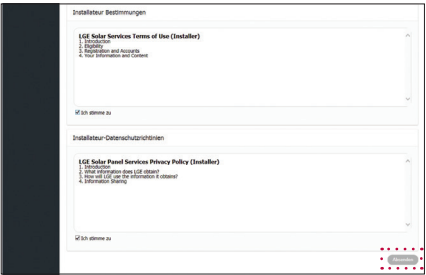 Installateur Bestimmungen
LGE Solar Services Terms of Use (Installer)
1. Introduction
2. Eligibility
3. Registration and Accounts
4. Your Information and Content
Ich stimme zu
Installateur-Datenschutzrichtlinien
LGE Solar Panel Services Privacy Policy (Installer)
1. Introduction
2. What information does LGE obtain?
3. How will LGE use the information it obtains?
4. Information Sharing
Ich stimme zu
Absenden